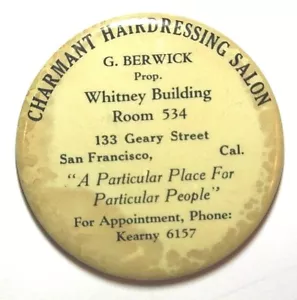 CHARMANT HAIRDRESSING SALON
G. BERWICK
Prop.
Whitney Building
Room 534
133 Geary Street
San Francisco, Cal.
"A Particular Place For
Particular People"
For Appointment, Phone:
Kearny 6157